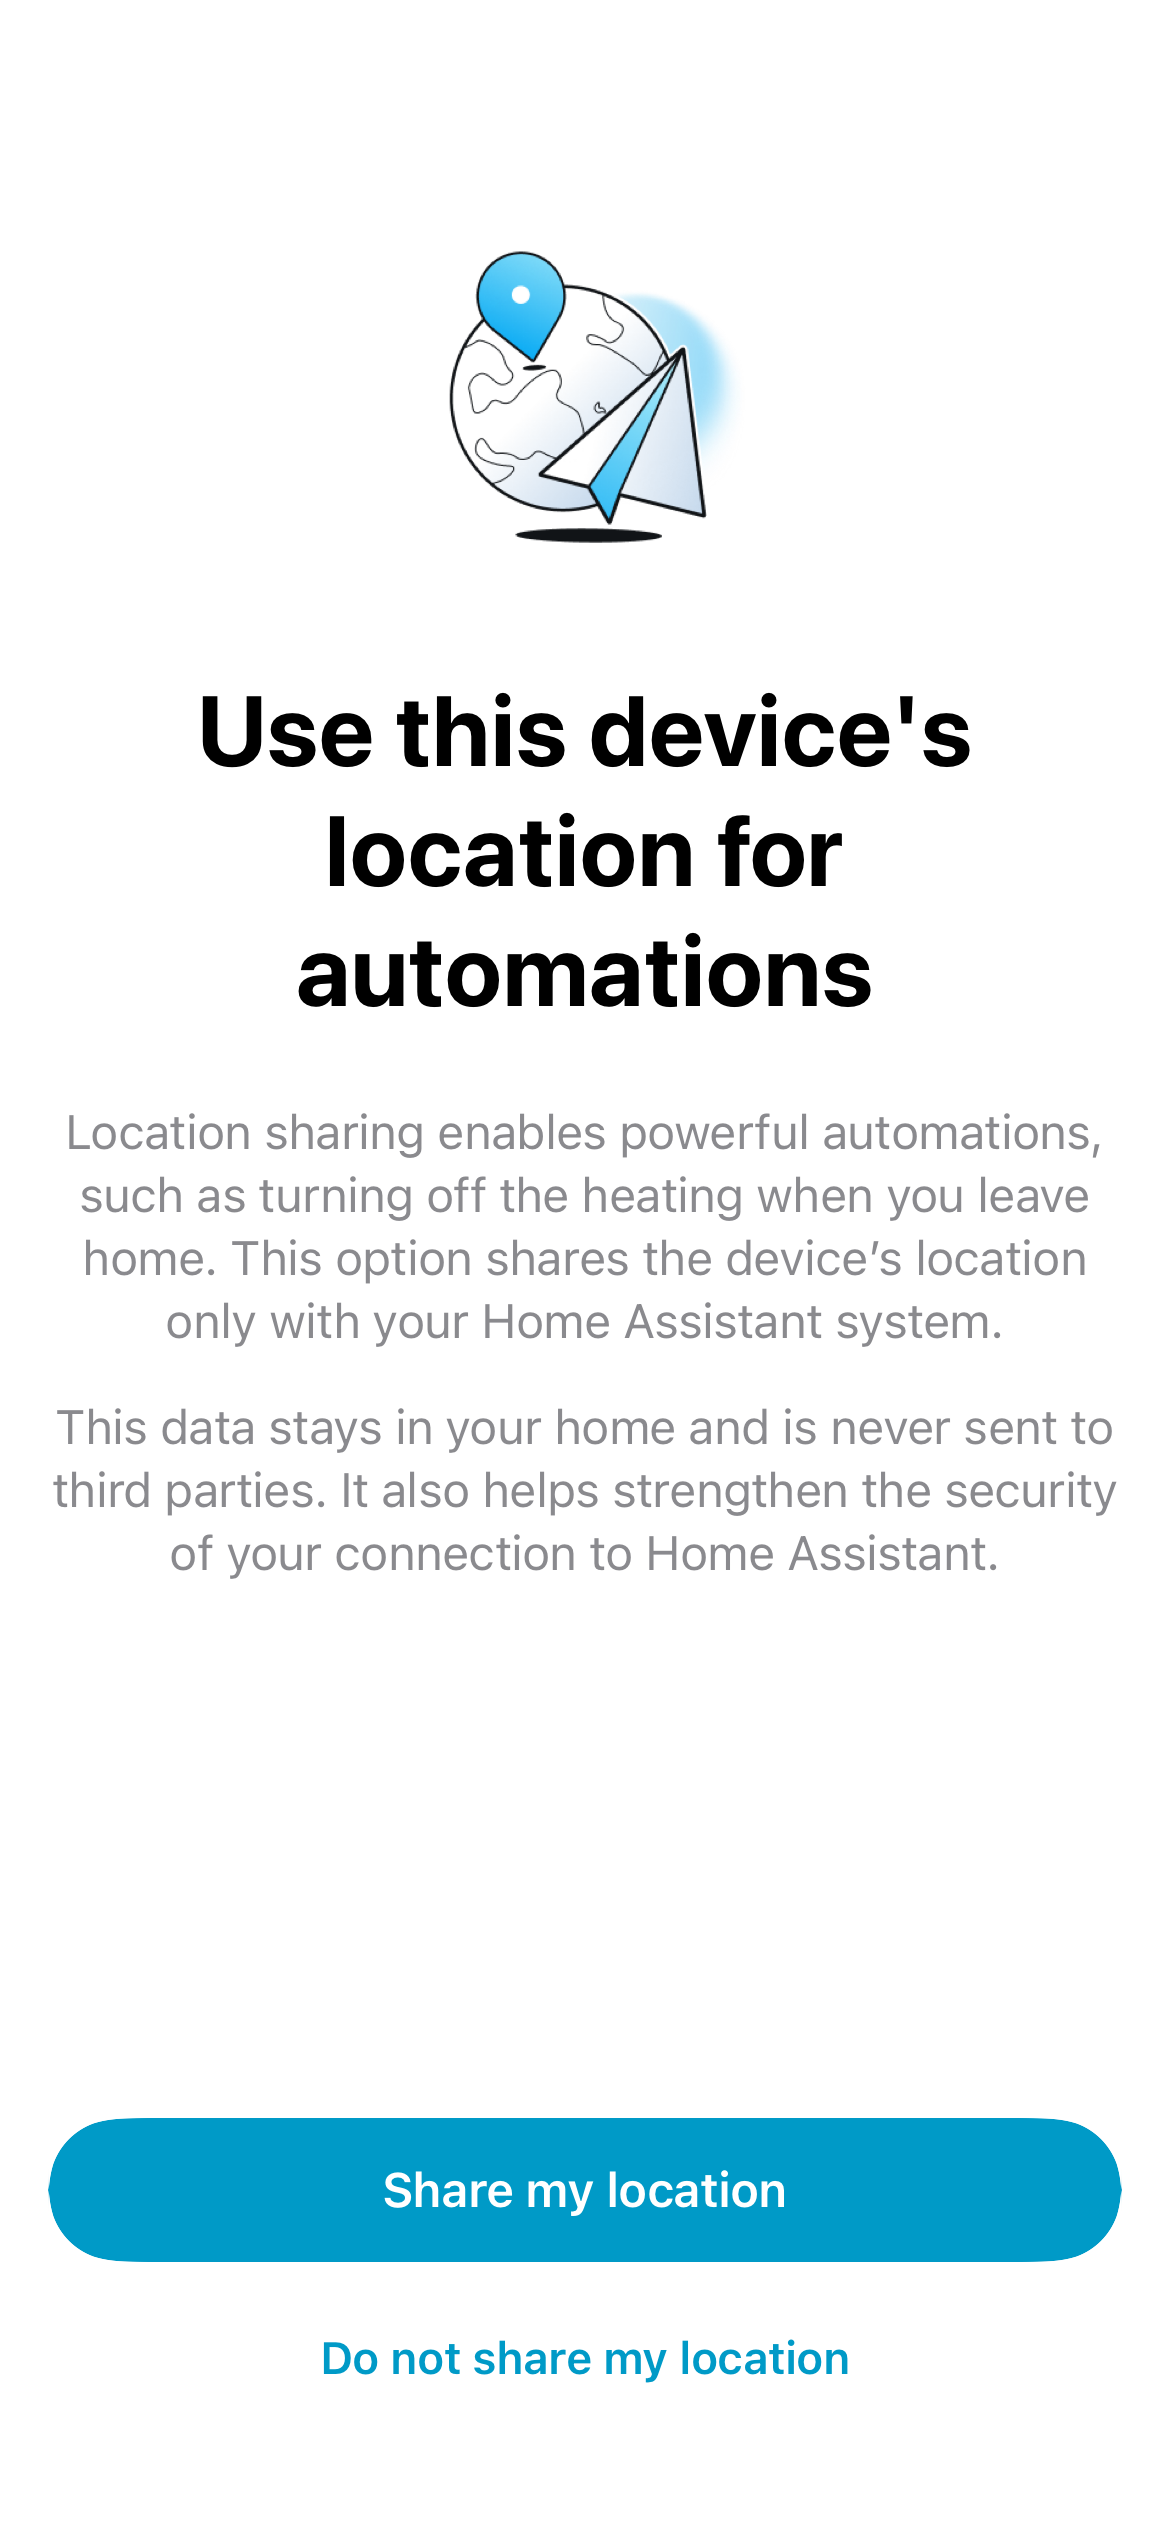 Use this device's
location for
automations
Location sharing enables powerful automations,
such as turning off the heating when you leave
home. This option shares the device’s location
only with your Home Assistant system.
This data stays in your home and is never sent to
third parties. It also helps strengthen the security
of your connection to Home Assistant.
Share my location
Do not share my location